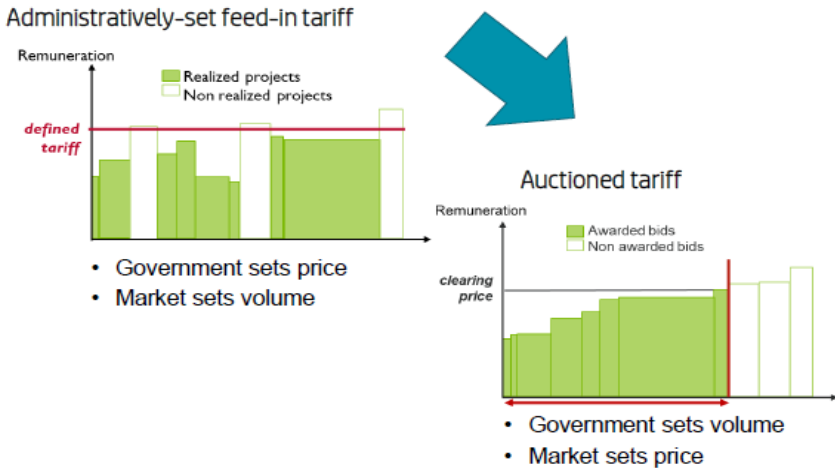 Administratively-set feed-in tariff
Remuneration
Realized projects
Non realized projects
defined
tariff
• Government sets price
• Market sets volume
Auctioned tariff
Remuneration
Awarded bids
Non awarded bids
clearing
price
• Government sets volume
• Market sets price